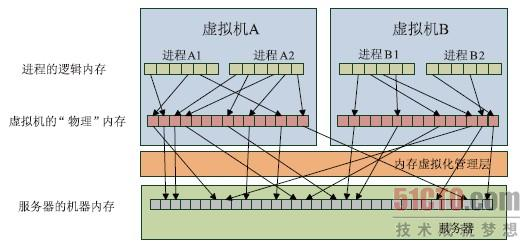 虚拟机A
虚拟机B
进程A1
进程A2
进程B1
进程B2
进程的逻辑内存
虚拟机的“物理”内存
内存虚拟化管理层
服务器的机器内存
服务器
51CTO.com
技术成就梦想